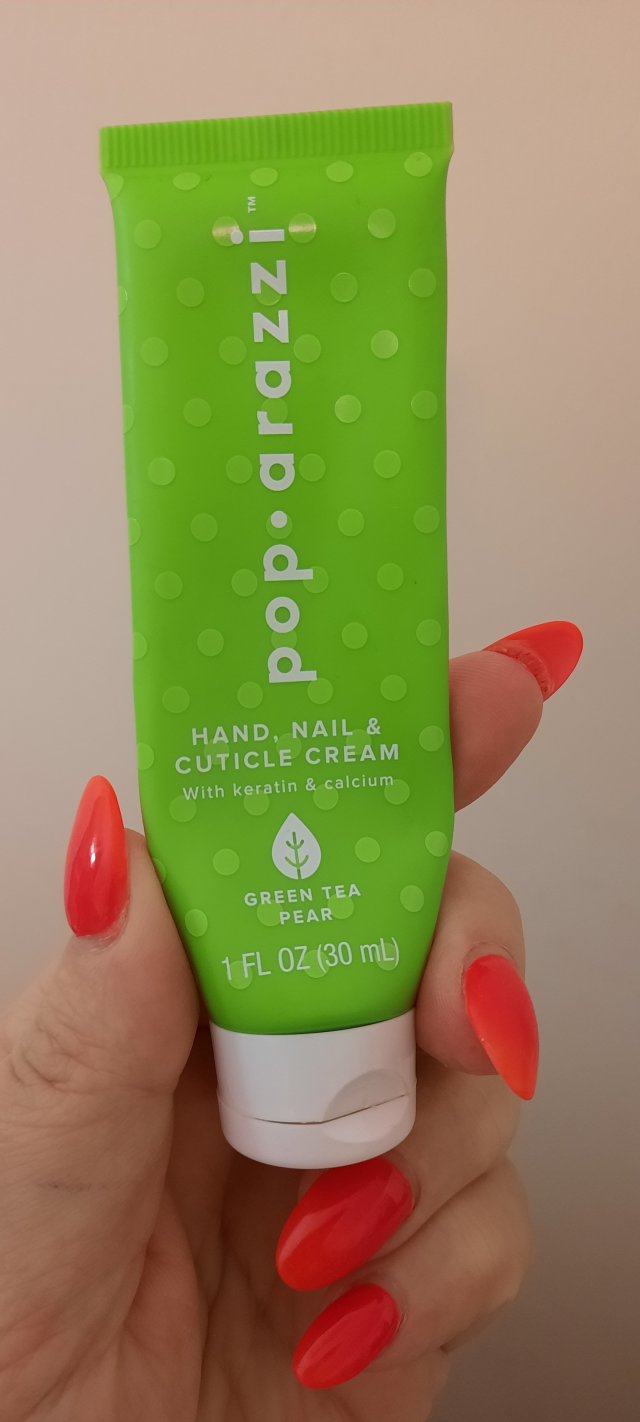 pop•arazzi™
HAND, NAIL &
CUTICLE CREAM
With keratin & calcium
GREEN TEA
PEAR
1 FL OZ (30 mL)